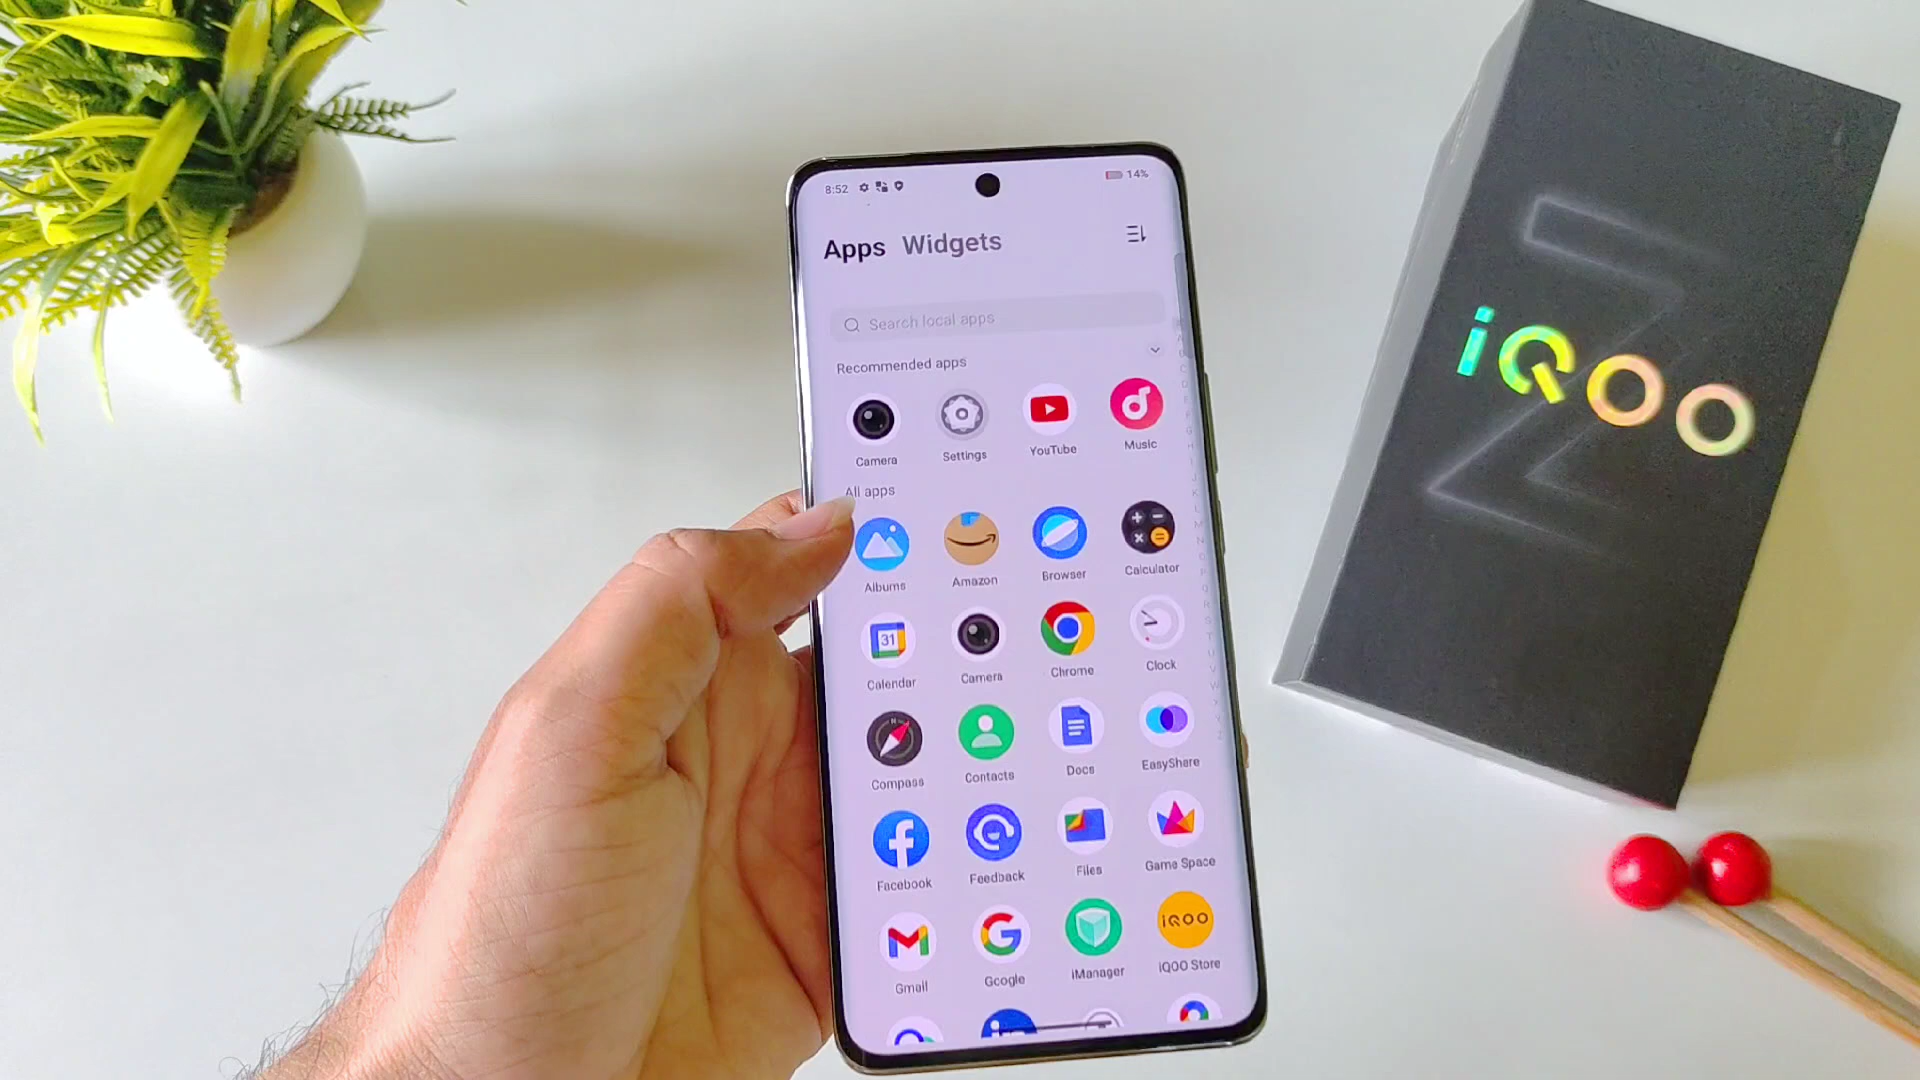 8:52
14%
Apps Widgets
Search local apps
Recommended apps
Camera Settings YouTube Music
All apps
Albums Amazon Browser Calculator
31
Calendar Camera Chrome Clock
Compass Contacts Docs EasyShare
Facebook Feedback Files Game Space
iQOO
Gmail Google iManager iQOO Store
iQOO